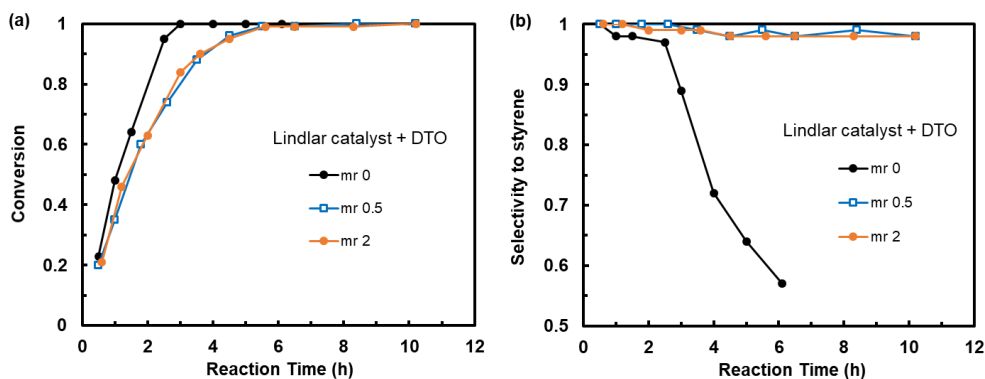 (a)
1
0.8
0.6
0.4
0.2
0
Conversion
Lindlar catalyst + DTO
mr 0
mr 0.5
mr 2
0 2 4 6 8 10 12
Reaction Time (h)
(b)
1
0.9
0.8
0.7
0.6
0.5
Selectivity to styrene
Lindlar catalyst + DTO
mr 0
mr 0.5
mr 2
0 2 4 6 8 10 12
Reaction Time (h)